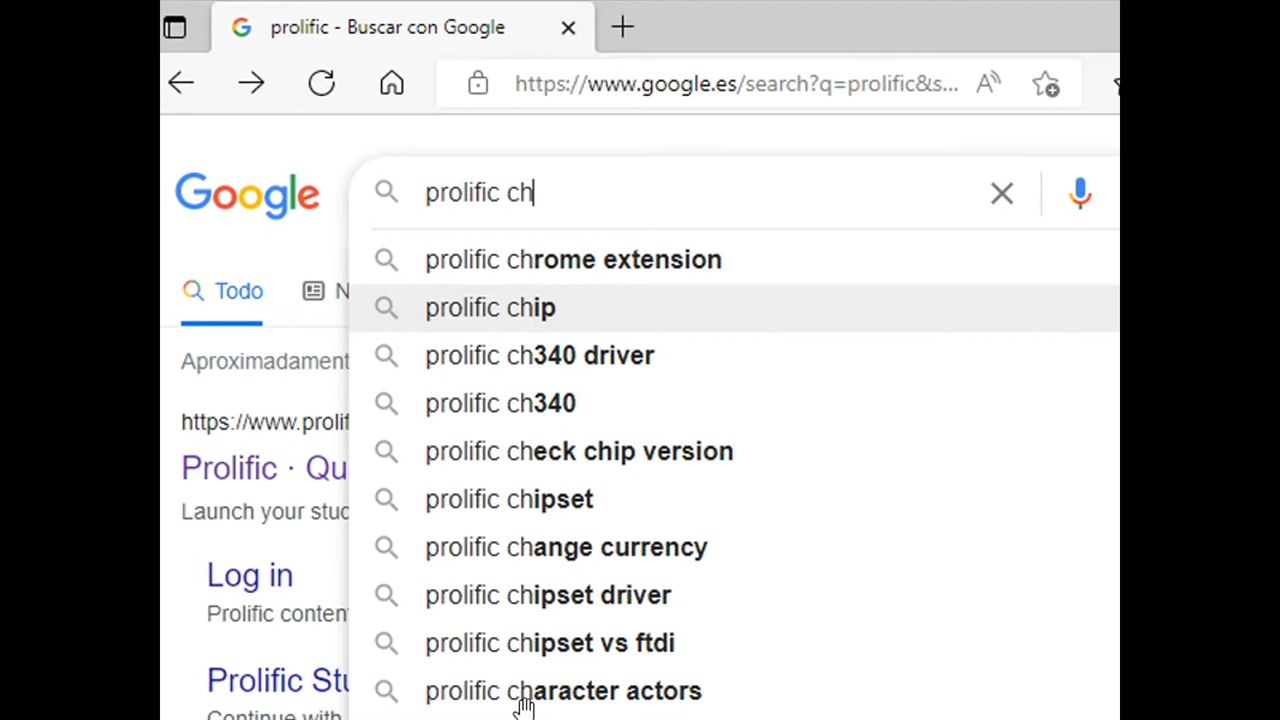 prolific - Buscar con Google
https://www.google.es/search?q=prolific&s...
Google
prolific ch
prolific chrome extension
prolific chip
prolific ch340 driver
prolific ch340
prolific check chip version
prolific chipset
prolific change currency
prolific chipset driver
prolific chipset vs ftdi
prolific character actors
Todo
N
Aproximadament
https://www.prolif
Prolific · Qu
Launch your stud
Log in
Prolific conten
Prolific Stu
Continue with